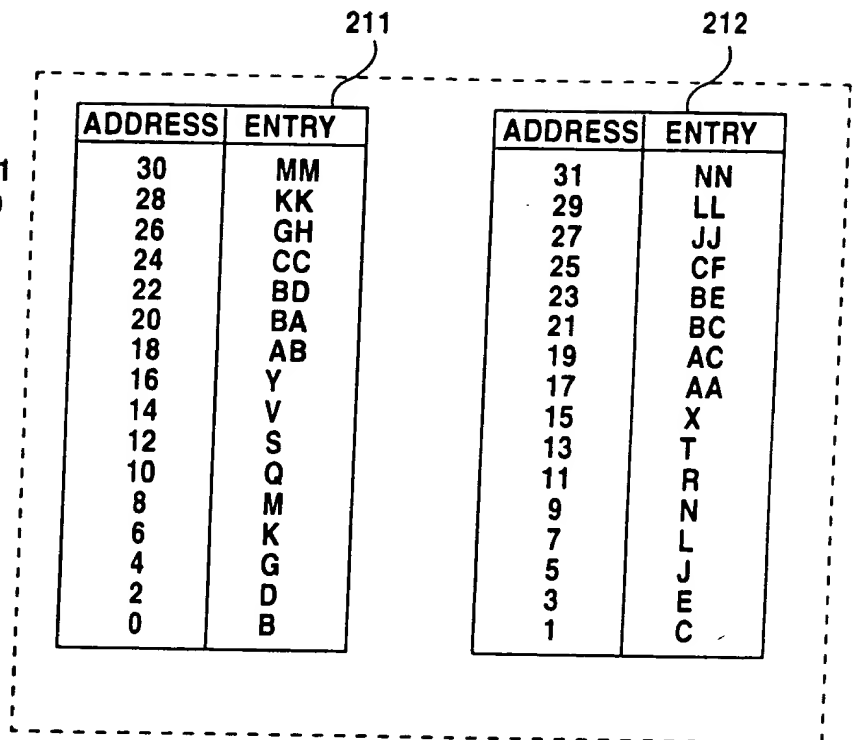 211 212
ADDRESS ENTRY ADDRESS ENTRY
30 MM 31 NN
28 KK 29 LL
26 GH 27 JJ
24 CC 25 CF
22 BD 23 BE
20 BA 21 BC
18 AB 19 AC
16 Y 17 AA
14 V 15 X
12 S 13 T
10 Q 11 R
8 M 9 N
6 K 7 L
4 G 5 J
2 D 3 E
0 B 1 C